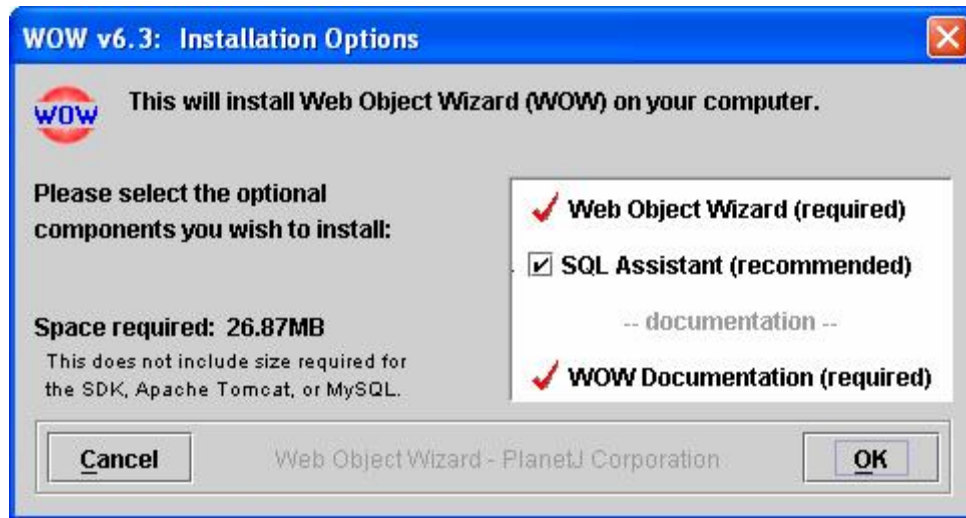 WOW v6.3: Installation Options
WOW
This will install Web Object Wizard (WOW) on your computer.
Please select the optional
components you wish to install:
Web Object Wizard (required)
SQL Assistant (recommended)
-- documentation --
WOW Documentation (required)
Space required: 26.87MB
This does not include size required for
the SDK, Apache Tomcat, or MySQL.
Cancel
Web Object Wizard - PlanetJ Corporation
OK